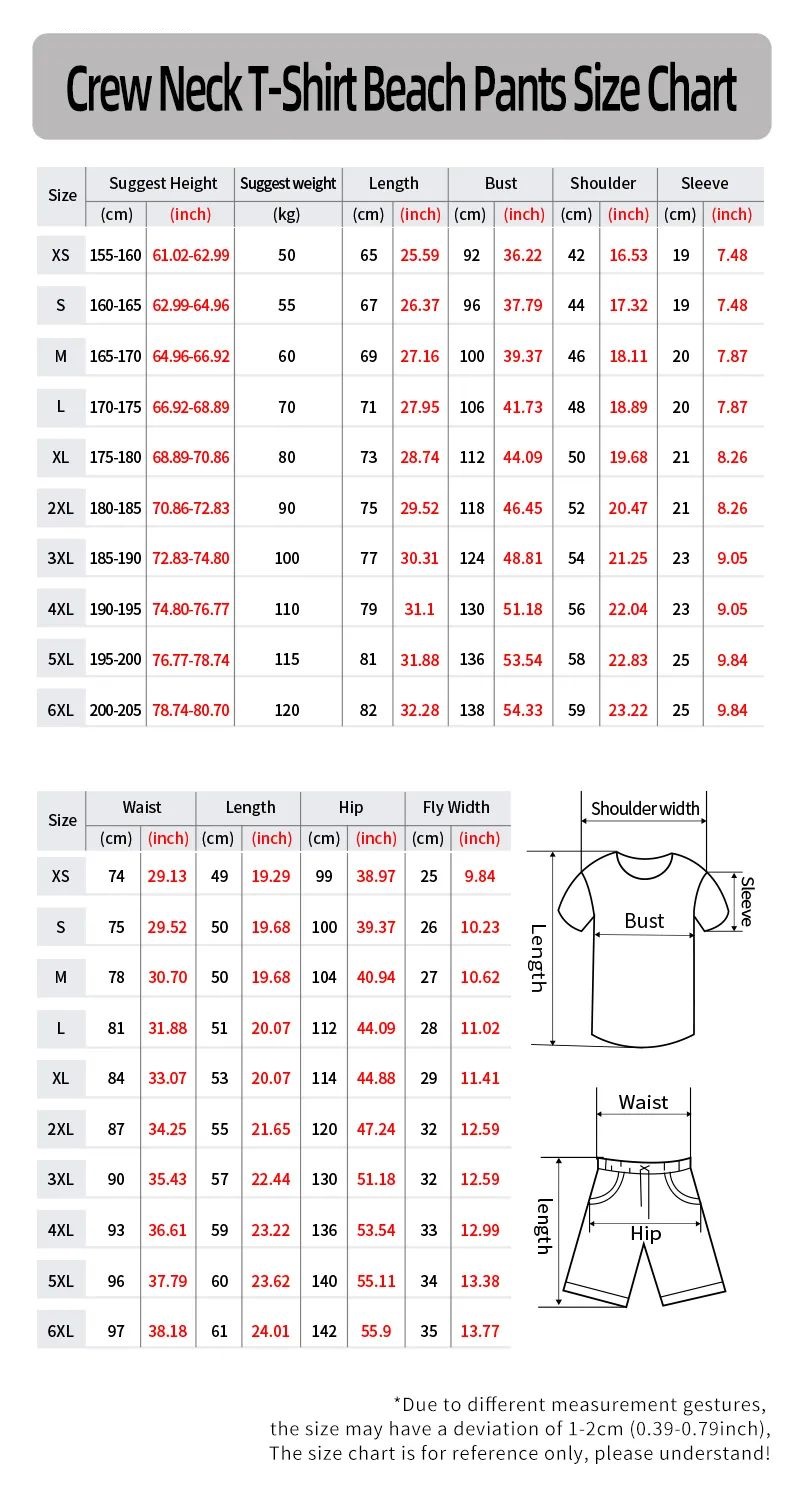 Crew Neck T-Shirt Beach Pants Size Chart
Size Suggest Height Suggest weight Length Bust Shoulder Sleeve
(cm) (inch) (kg) (cm) (inch) (cm) (inch) (cm) (inch) (cm) (inch)
XS 155-160 61.02-62.99 50 65 25.59 92 36.22 42 16.53 19 7.48
S 160-165 62.99-64.96 55 67 26.37 96 37.79 44 17.32 19 7.48
M 165-170 64.96-66.92 60 69 27.16 100 39.37 46 18.11 20 7.87
L 170-175 66.92-68.89 70 71 27.95 106 41.73 48 18.89 20 7.87
XL 175-180 68.89-70.86 80 73 28.74 112 44.09 50 19.68 21 8.26
2XL 180-185 70.86-72.83 90 75 29.52 118 46.45 52 20.47 21 8.26
3XL 185-190 72.83-74.80 100 77 30.31 124 48.81 54 21.25 23 9.05
4XL 190-195 74.80-76.77 110 79 31.1 130 51.18 56 22.04 23 9.05
5XL 195-200 76.77-78.74 115 81 31.88 136 53.54 58 22.83 25 9.84
6XL 200-205 78.74-80.70 120 82 32.28 138 54.33 59 23.22 25 9.84
Size Waist Length Hip Fly Width
(cm) (inch) (cm) (inch) (cm) (inch) (cm) (inch)
XS 74 29.13 49 19.29 99 38.97 25 9.84
S 75 29.52 50 19.68 100 39.37 26 10.23
M 78 30.70 50 19.68 104 40.94 27 10.62
L 81 31.88 51 20.07 112 44.09 28 11.02
XL 84 33.07 53 20.07 114 44.88 29 11.41
2XL 87 34.25 55 21.65 120 47.24 32 12.59
3XL 90 35.43 57 22.44 130 51.18 32 12.59
4XL 93 36.61 59 23.22 136 53.54 33 12.99
5XL 96 37.79 60 23.62 140 55.11 34 13.38
6XL 97 38.18 61 24.01 142 55.9 35 13.77
Shoulder width
Sleeve
Bust
Length
Waist
length
Hip
*Due to different measurement gestures,
the size may have a deviation of 1-2cm (0.39-0.79inch),
The size chart is for reference only, please understand!